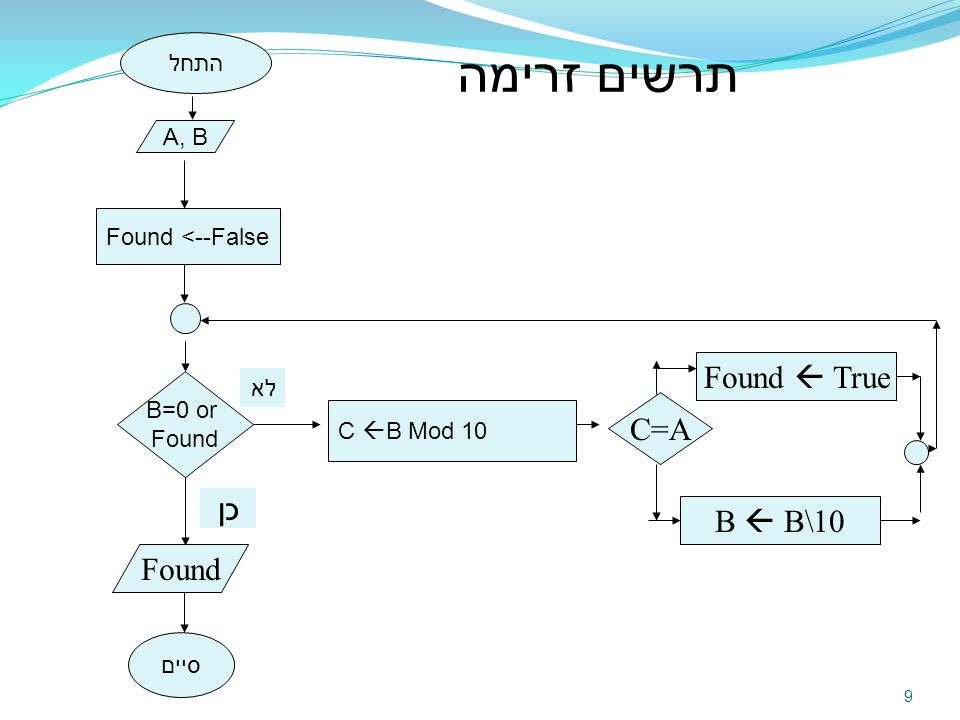 תרשים זרימה
התחל
A, B
Found <--False
B=0 or
Found
לא
כן
C 🡨B Mod 10
C=A
Found 🡨 True
B 🡨 B\10
Found
סיים
9